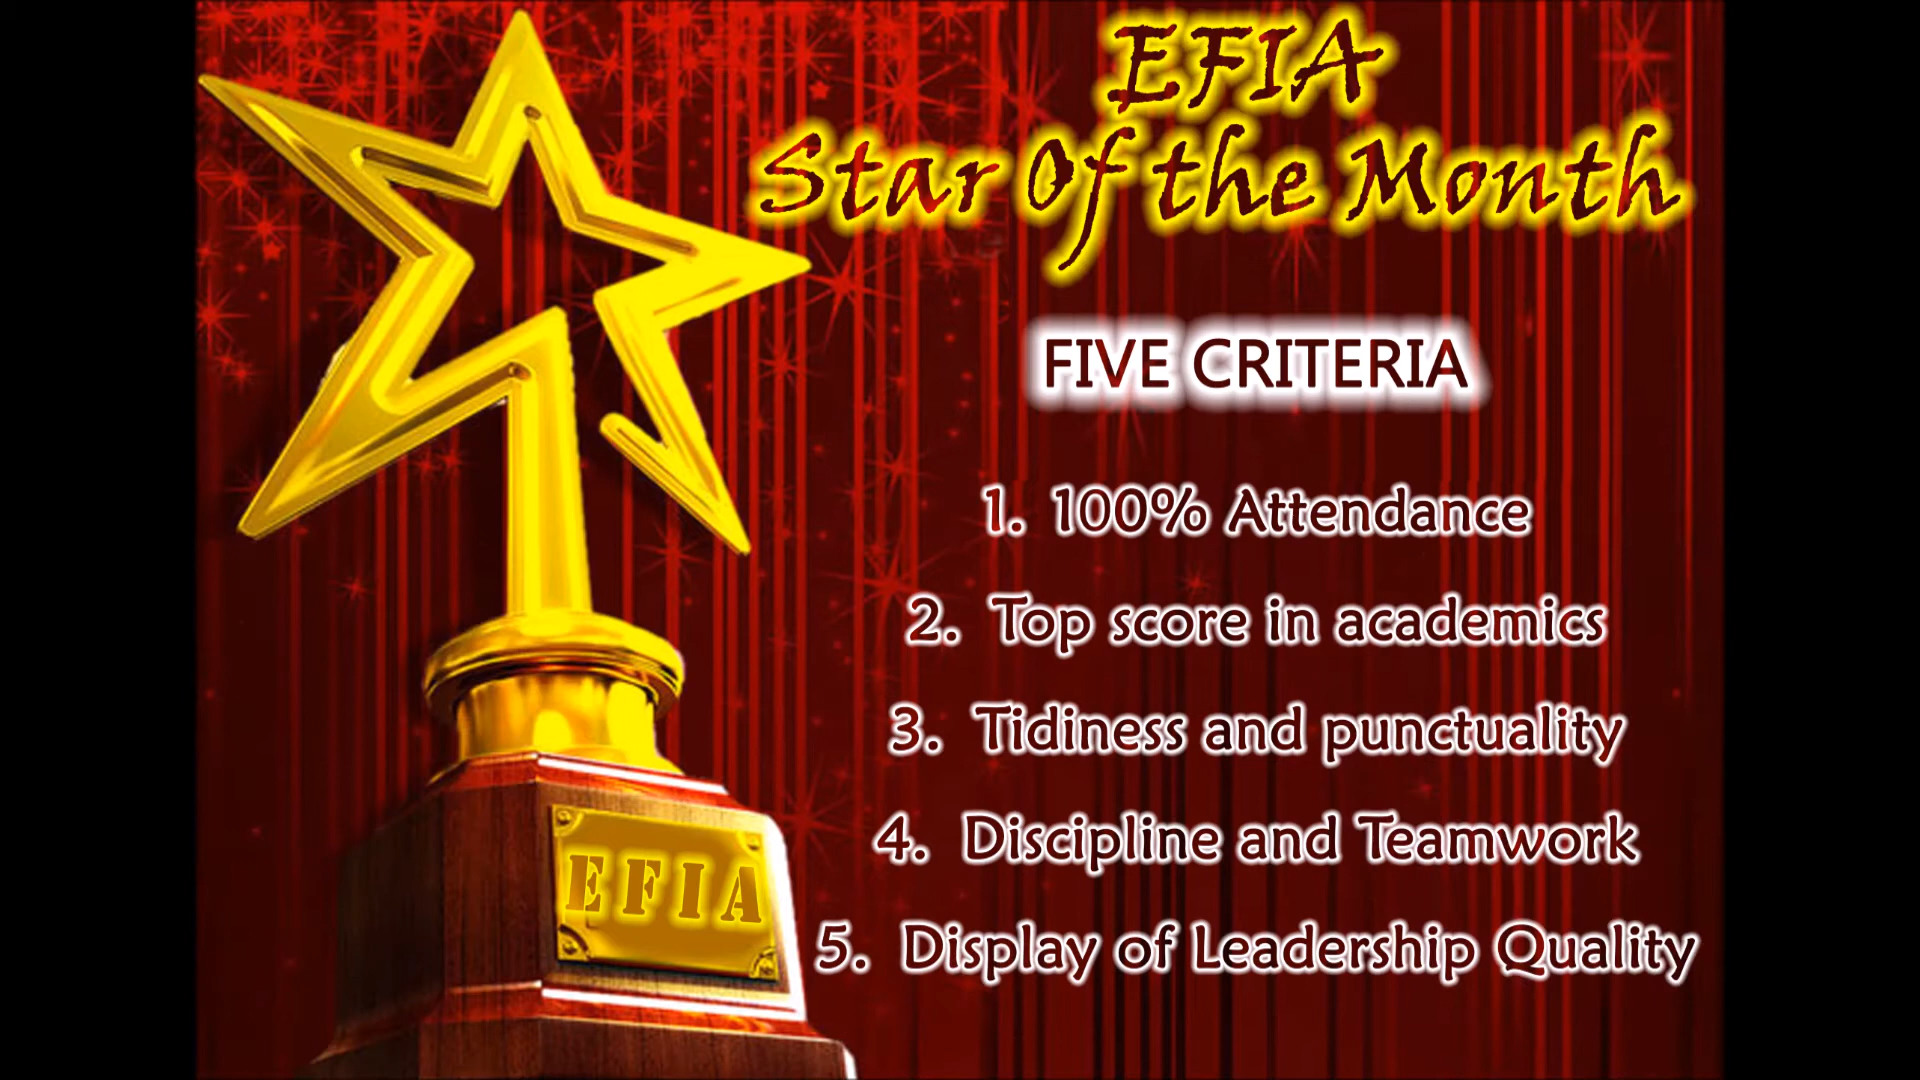 EFIA
Star Of the Month
FIVE CRITERIA
1. 100% Attendance
2. Top score in academics
3. Tidiness and punctuality
4. Discipline and Teamwork
5. Display of Leadership Quality
EFIA